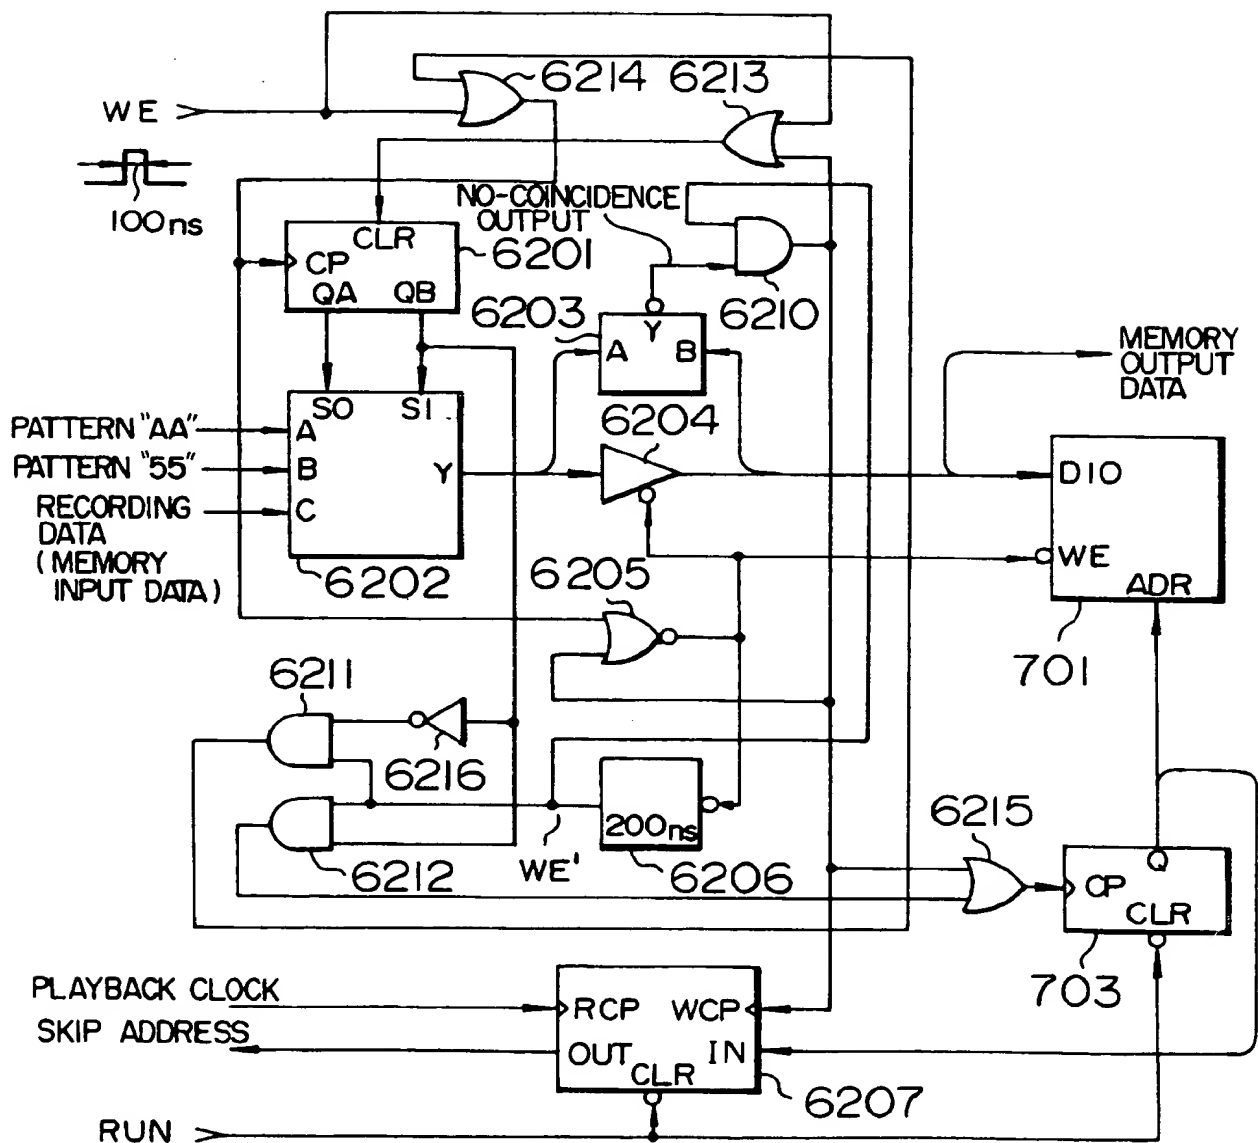 6214 6213
WE
100ns
NO-COINCIDENCE
OUTPUT
CLR
6201
CP
QA QB
6203
6210
Y
A B
MEMORY
OUTPUT
DATA
S0 S1
6204
PATTERN "AA"
A
PATTERN "55"
B
Y
DIO
RECORDING
DATA
(MEMORY
INPUT DATA)
C
6202
6205
WE
ADR
701
6211
6216
200ns
6215
WE'
6206
6212
Q
CP
CLR
703
PLAYBACK CLOCK
RCP WCP
SKIP ADDRESS
OUT IN
CLR
6207
RUN